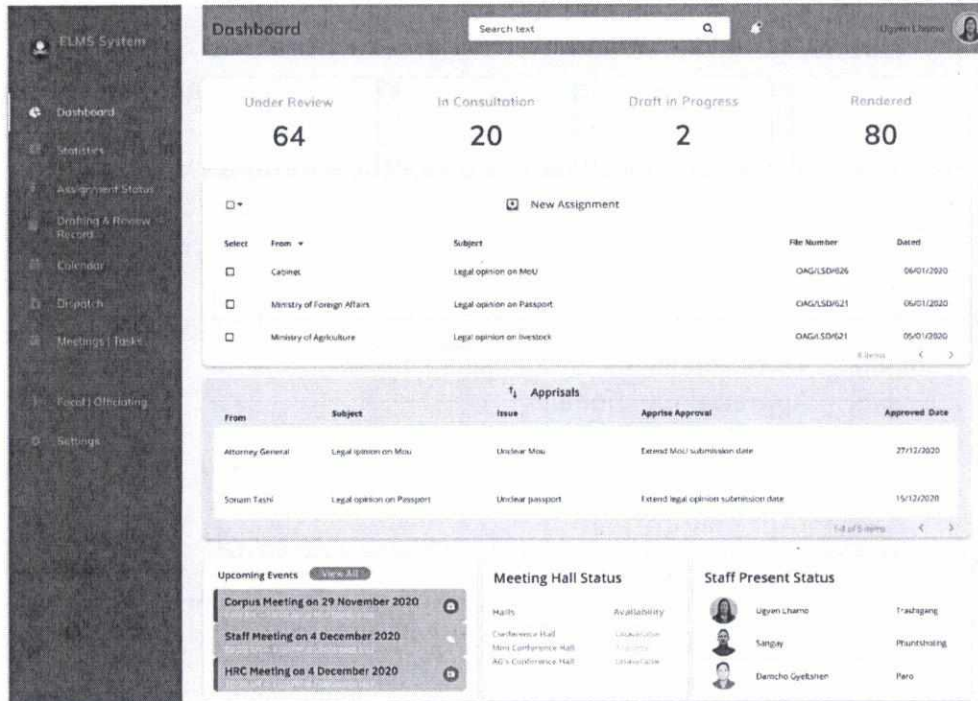 ELMS System
Dashboard
Statistics
Assignment Status
Drafting & Review
Record
Calendar
Dispatch
Meetings | Tasks
Focal | Officiating
Settings
Dashboard
Search text
Ugyen Lhamo
Under Review
64
In Consultation
20
Draft in Progress
2
Rendered
80
New Assignment
Select From Subject File Number Dated
Cabinet Legal opinion on MoU OAG/LSD/626 06/01/2020
Ministry of Foreign Affairs Legal opinion on Passport OAG/LSD/621 06/01/2020
Ministry of Agriculture Legal opinion on livestock OAG/LSD/621 05/01/2020
items
Apprisals
From Subject Issue Apprise Approval Approved Date
Attorney General Legal ipinion on Mou Unclear Mou Extend MoU submission date 27/12/2020
Sonam Tashi Legal opinion on Passport Unclear passport Extend legal opinion submission date 15/12/2020
of 5 items
Upcoming Events View All
Corpus Meeting on 29 November 2020
Staff Meeting on 4 December 2020
HRC Meeting on 4 December 2020
Meeting Hall Status
Halls Availability
Conference Hall
Mini Conference Hall
AG's Conference Hall
Staff Present Status
Ugyen Lhamo Trashigang
Sangay Phuntsholing
Damcho Gyeltshen Paro